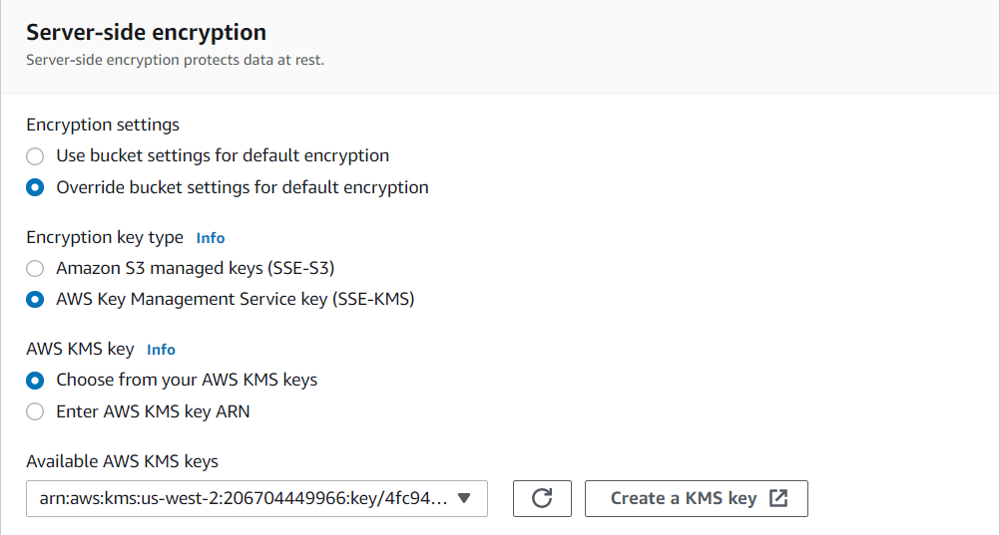 Server-side encryption
Server-side encryption protects data at rest.
Encryption settings
Use bucket settings for default encryption
Override bucket settings for default encryption
Encryption key type Info
Amazon S3 managed keys (SSE-S3)
AWS Key Management Service key (SSE-KMS)
AWS KMS key Info
Choose from your AWS KMS keys
Enter AWS KMS key ARN
Available AWS KMS keys
arn:aws:kms:us-west-2:206704449966:key/4fc94... Create a KMS key